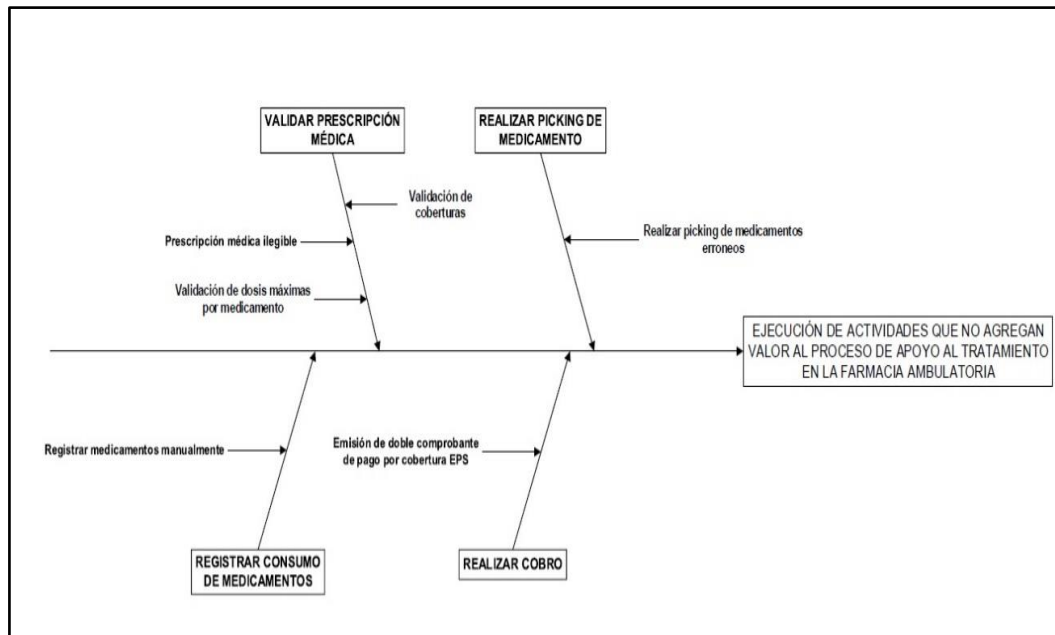 VALIDAR PRESCRIPCIÓN
MÉDICA
REALIZAR PICKING DE
MEDICAMENTO
Validación de
coberturas
Prescripción médica ilegible
Validación de dosis máximas
por medicamento
Realizar picking de medicamentos
erroneos
EJECUCIÓN DE ACTIVIDADES QUE NO AGREGAN
VALOR AL PROCESO DE APOYO AL TRATAMIENTO
EN LA FARMACIA AMBULATORIA
Registrar medicamentos manualmente
Emisión de doble comprobante
de pago por cobertura EPS
REGISTRAR CONSUMO
DE MEDICAMENTOS
REALIZAR COBRO